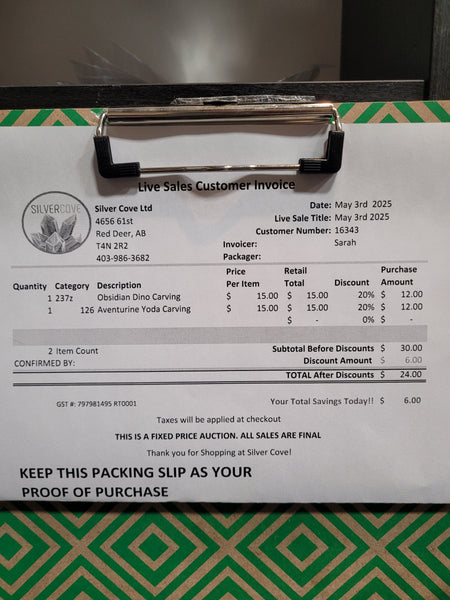 Live Sales Customer Invoice
SILVERCOVE
Silver Cove Ltd
4656 61st
Red Deer, AB
T4N 2R2
403-986-3682
Date: May 3rd 2025
Live Sale Title: May 3rd 2025
Customer Number: 16343
Invoicer: Sarah
Packager:
Quantity Category Description Price Per Item Retail Total Discount Purchase Amount
1 237z Obsidian Dino Carving $ 15.00 $ 15.00 20% $ 12.00
1 126 Aventurine Yoda Carving $ 15.00 $ 15.00 20% $ 12.00
$ - 0% $ -
2 Item Count Subtotal Before Discounts $ 30.00
CONFIRMED BY: Discount Amount $ 6.00
TOTAL After Discounts $ 24.00
GST #: 797981495 RT0001 Your Total Savings Today!! $ 6.00
Taxes will be applied at checkout
THIS IS A FIXED PRICE AUCTION. ALL SALES ARE FINAL
Thank you for Shopping at Silver Cove!
KEEP THIS PACKING SLIP AS YOUR
PROOF OF PURCHASE